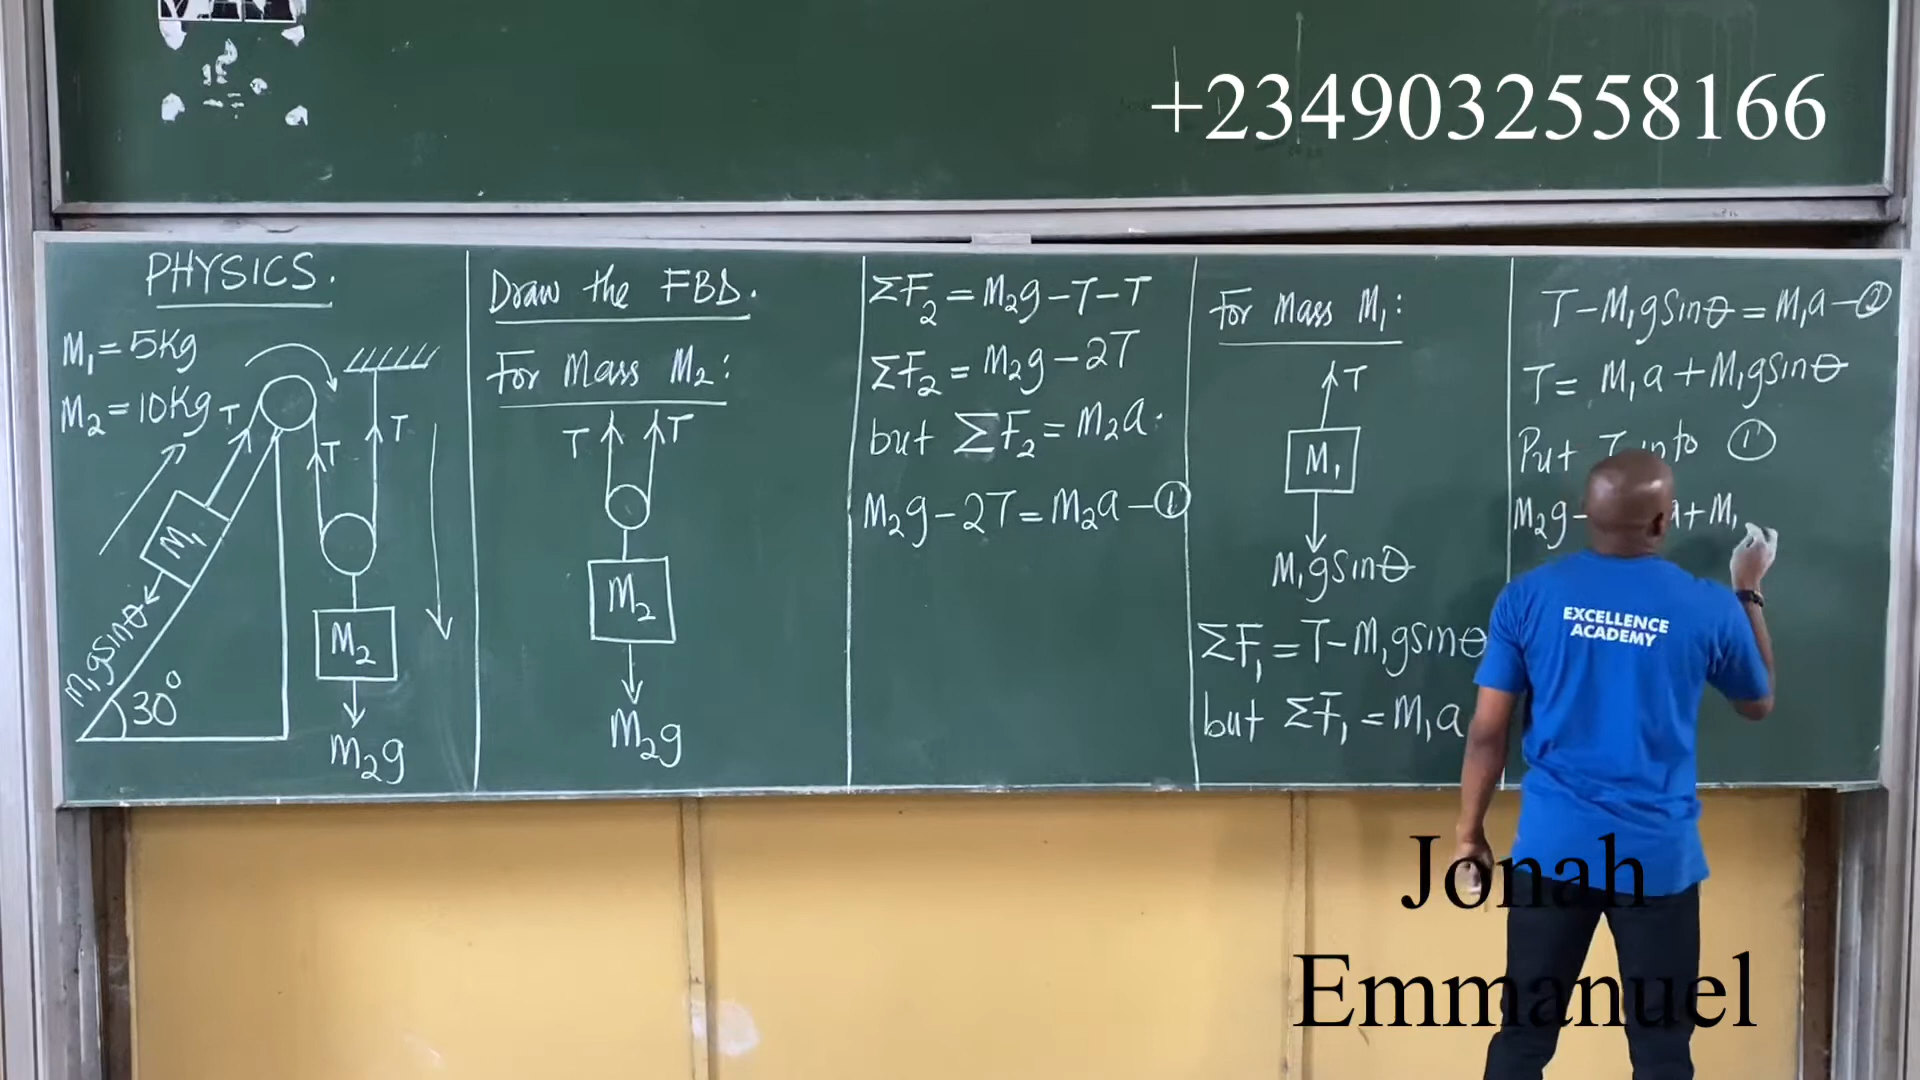 +2349032558166
PHYSICS.
M₁ = 5Kg
M₂ = 10Kg
T
T
T
M₁
M₁gsinθ
30°
M₂
M₂g
Draw the FBD.
For Mass M₂:
T
T
M₂
M₂g
ΣF₂ = M₂g - T - T
ΣF₂ = M₂g - 2T
but ΣF₂ = M₂a.
M₂g - 2T = M₂a - ①
For Mass M₁:
T
M₁
M₁gsinθ
ΣF₁ = T - M₁gsinθ
but ΣF₁ = M₁a
T - M₁gsinθ = M₁a - ②
T = M₁a + M₁gsinθ
Put T into ①
M₂g - a + M₁
EXCELLENCE
ACADEMY
Jonah
Emmanuel